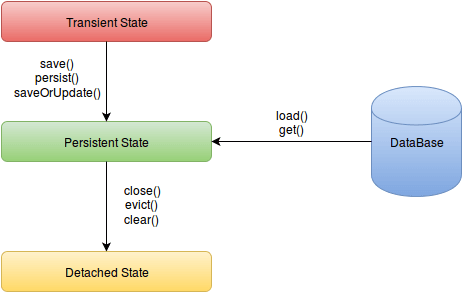 Transient State
save()
persist()
saveOrUpdate()
load()
get()
Persistent State
DataBase
close()
evict()
clear()
Detached State